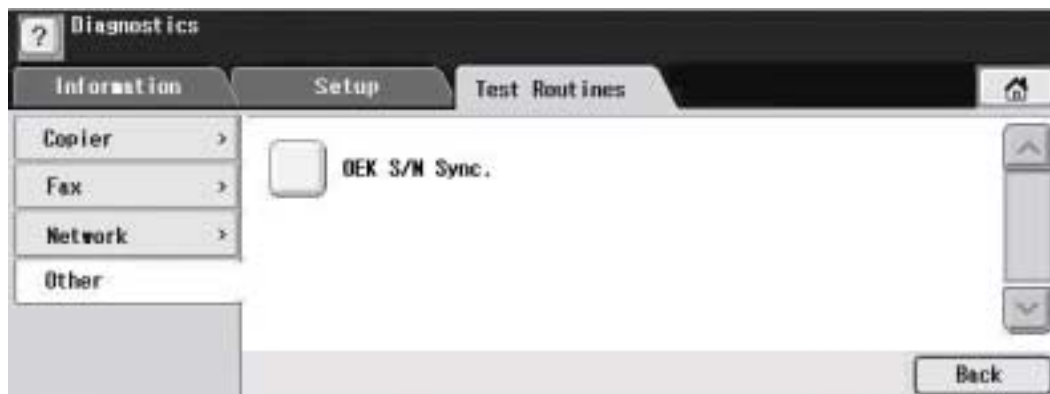 ? Diagnostics
Information Setup Test Routines
Copier >
OEK S/N Sync.
Fax >
Network >
Other
Back